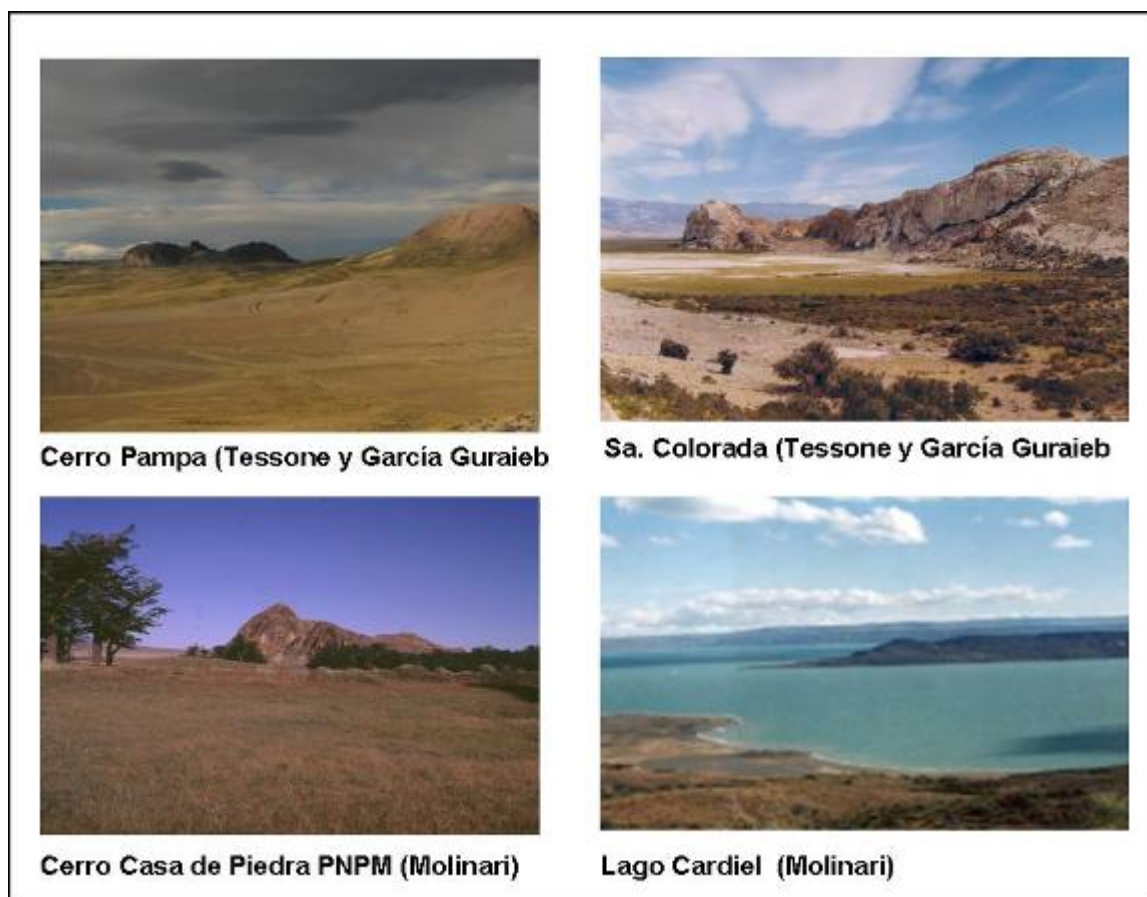 Cerro Pampa (Tessone y García Guraieb
Sa. Colorada (Tessone y García Guraieb
Cerro Casa de Piedra PNPM (Molinari)
Lago Cardiel (Molinari)